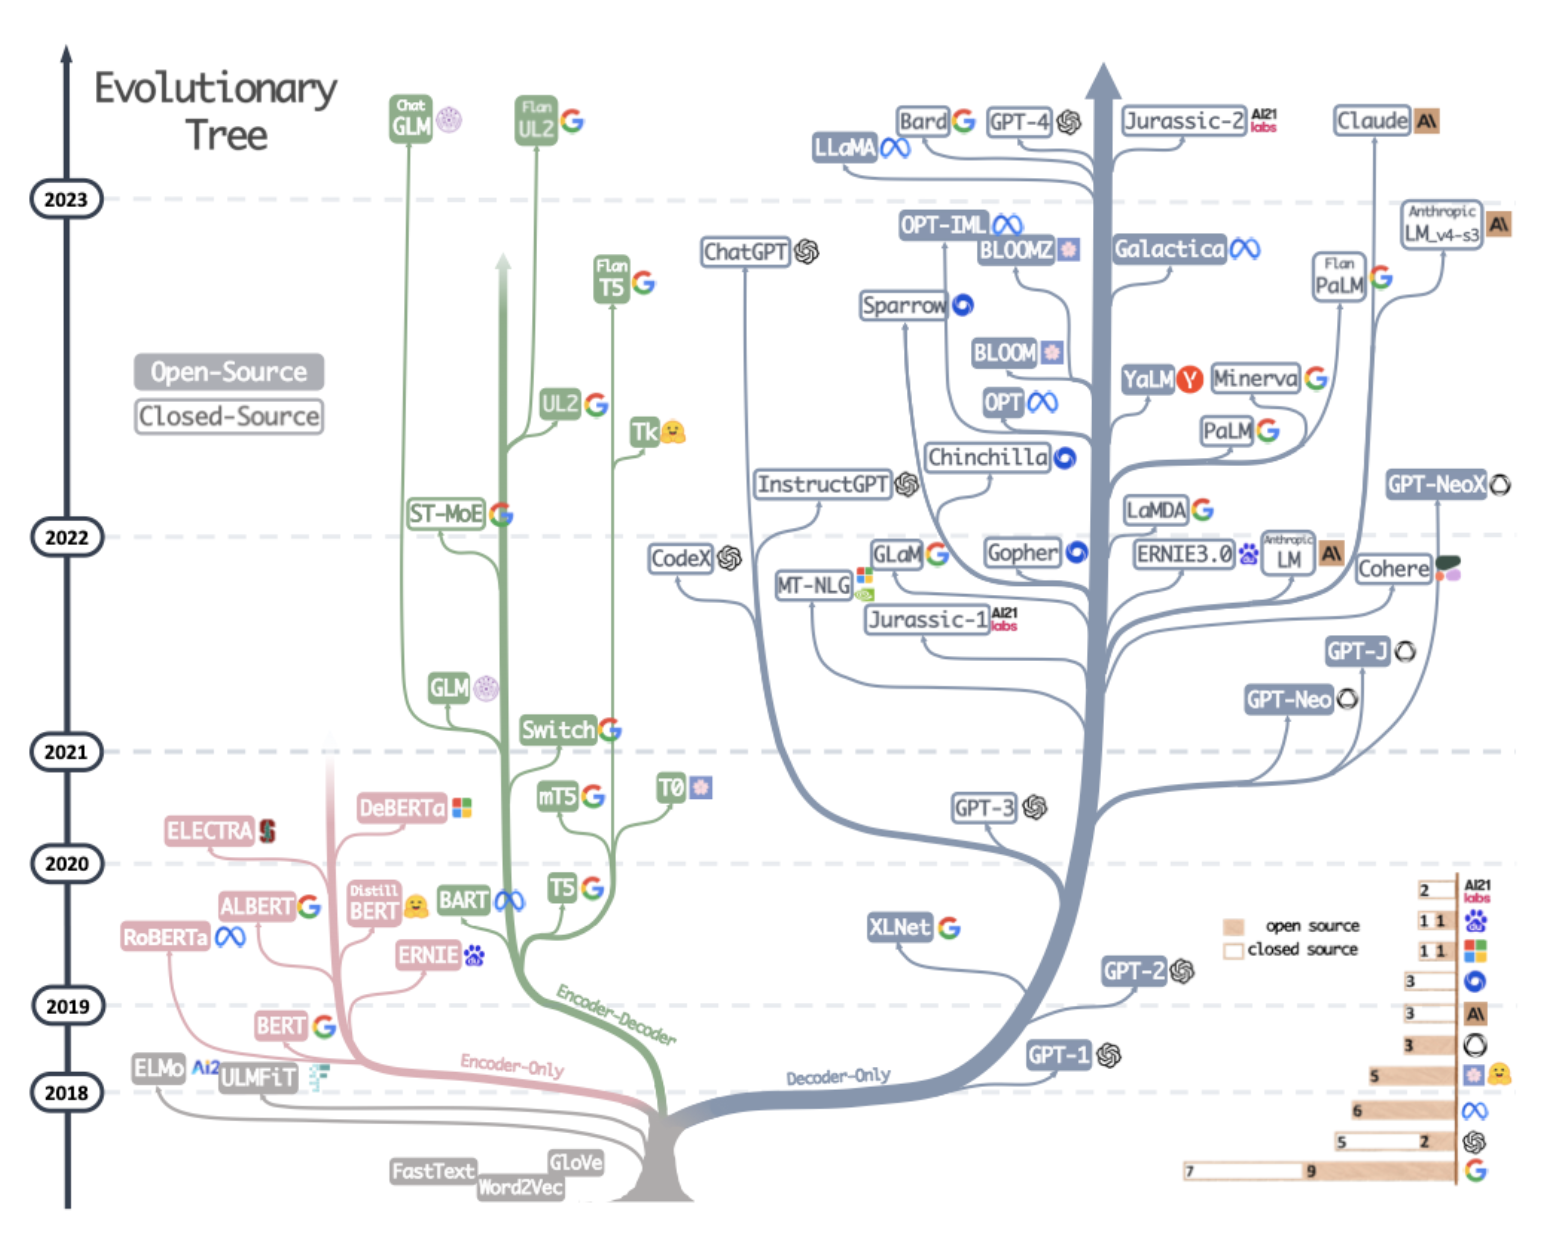 Evolutionary
Tree
2023
2022
2021
2020
2019
2018
Open-Source
Closed-Source
Chat
GLM
Flan
UL2
Flan
T5
UL2
Tk
ST-MoE
GLM
Switch
mT5
T0
DeBERTa
ELECTRA
ALBERT
Distill
BERT
BART
T5
RoBERTa
ERNIE
BERT
ELMo
Ai2
ULMFiT
Encoder-Only
Encoder-Decoder
Decoder-Only
FastText
GloVe
Word2Vec
Bard
GPT-4
Jurassic-2
AI21
labs
Claude
A\
LLaMA
OPT-IML
Anthropic
LM_v4-s3
A\
ChatGPT
BLOOMZ
Galactica
Flan
PaLM
Sparrow
BLOOM
YaLM
Minerva
OPT
PaLM
Chinchilla
InstructGPT
GPT-NeoX
LaMDA
CodeX
GLaM
Gopher
ERNIE3.0
Anthropic
LM
A\
Cohere
MT-NLG
Jurassic-1
AI21
labs
GPT-J
GPT-Neo
GPT-3
XLNet
GPT-2
GPT-1
open source
closed source
2
AI21
labs
1 1
1 1
3
3
A\
3
5
6
5 2
7 9